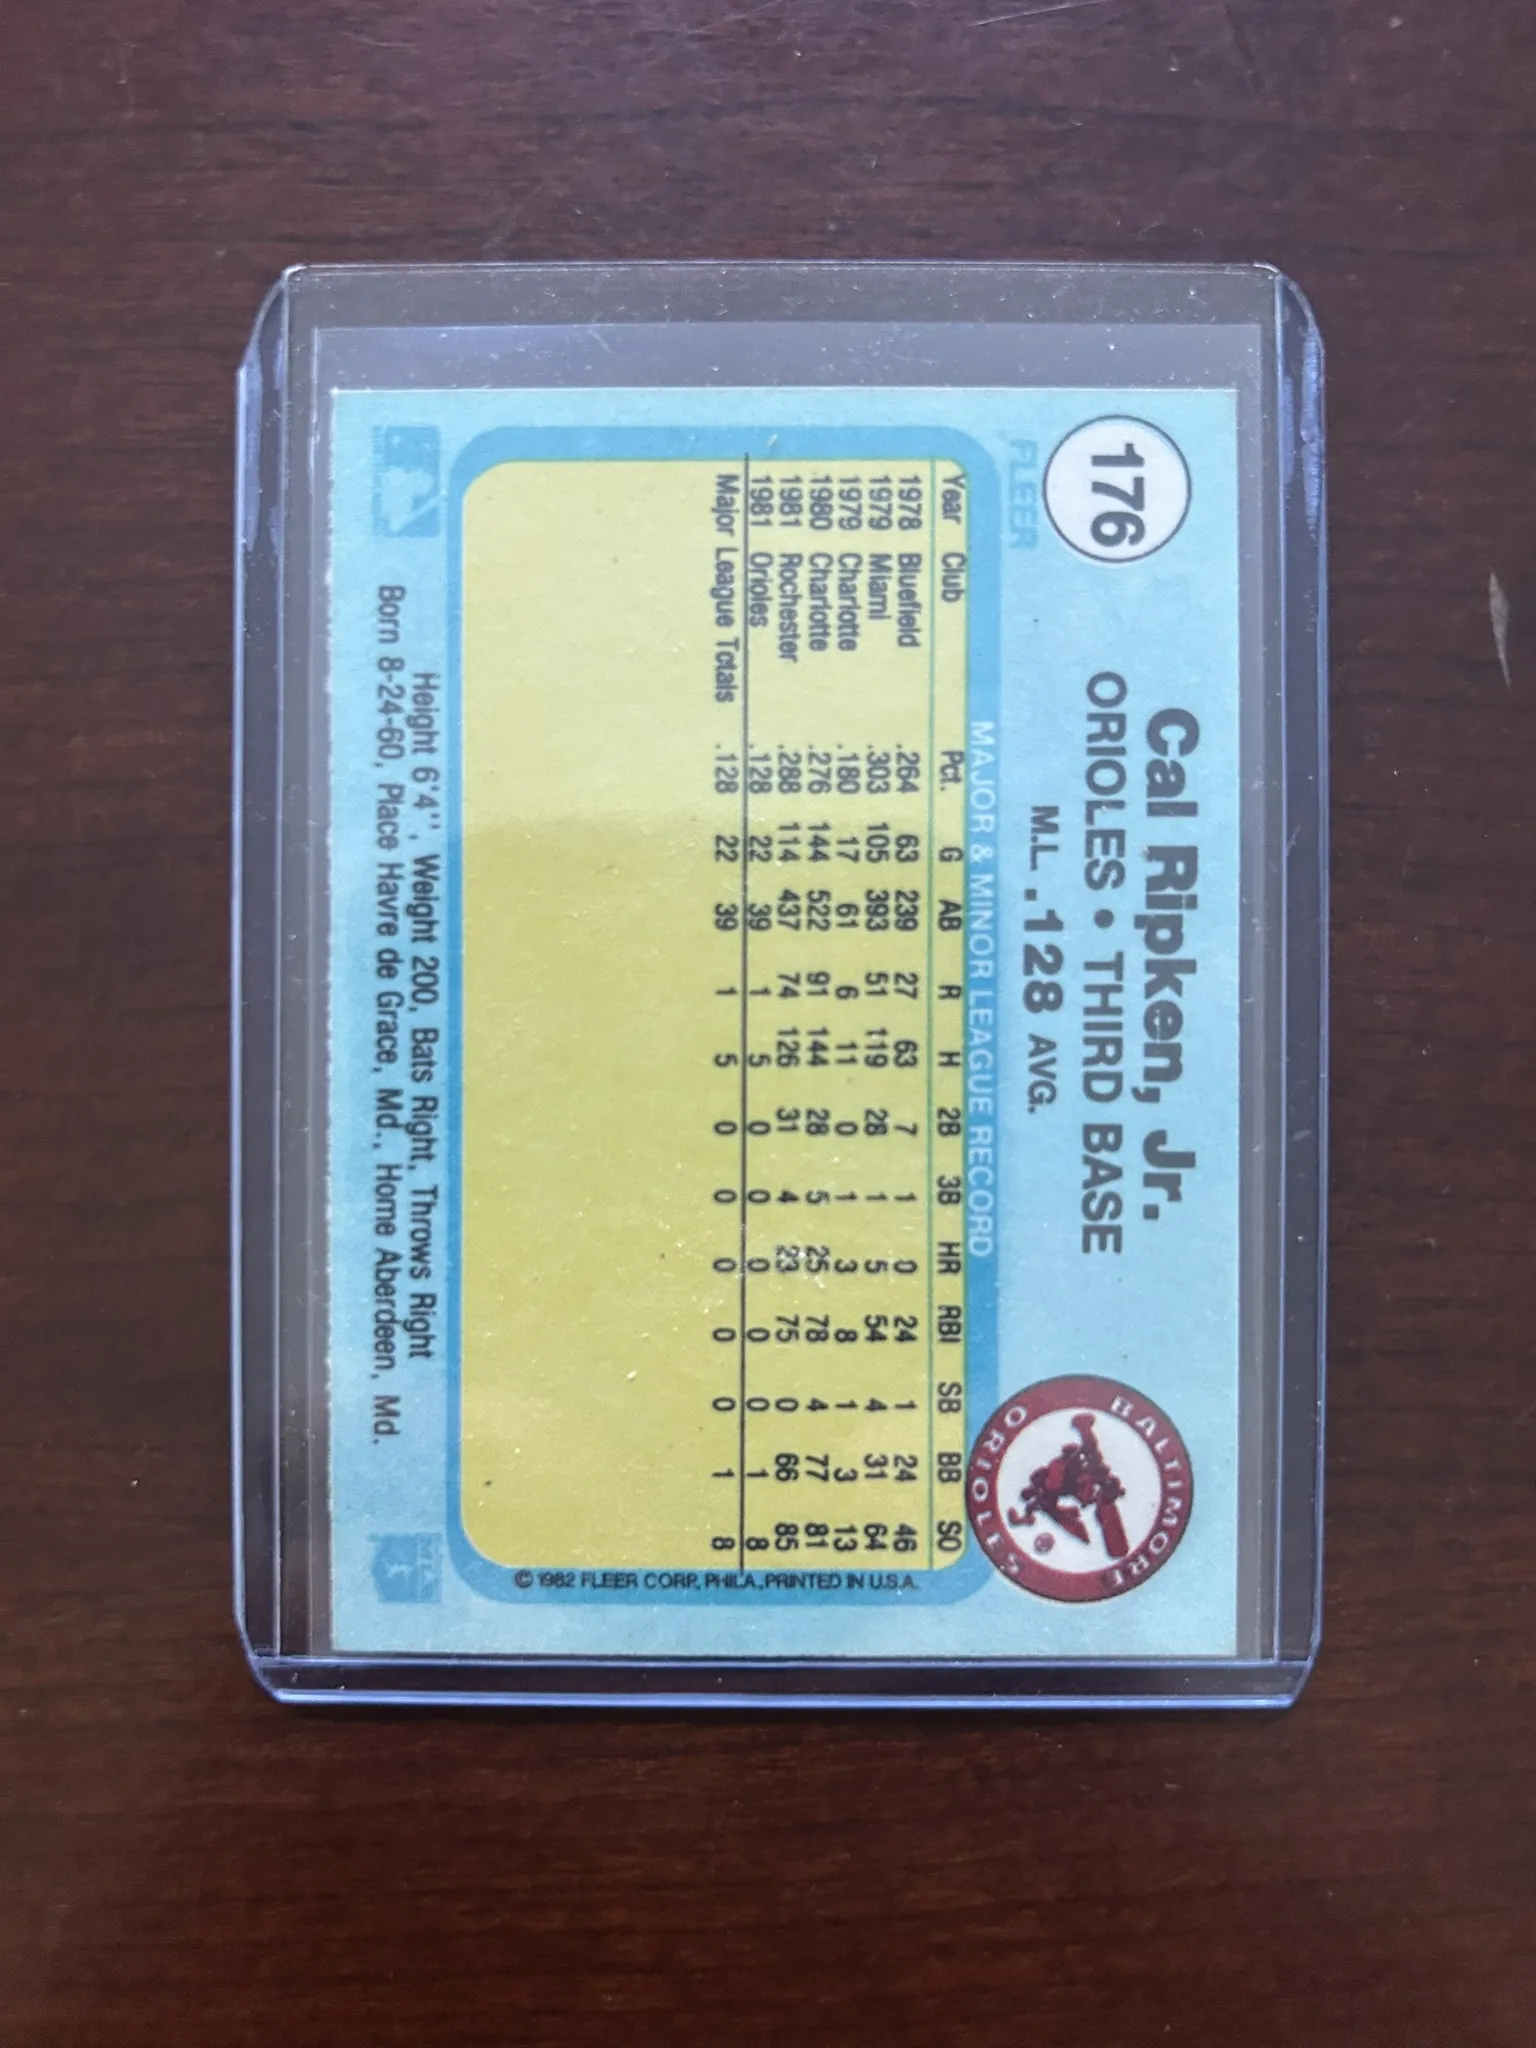 176
Cal Ripken, Jr.
ORIOLES • THIRD BASE
M.L. .128 AVG.
FLEER
BALTIMORE
ORIOLES
MAJOR & MINOR LEAGUE RECORD
Year Club Pct. G AB R H 2B 3B HR RBI SB BB SO
1978 Bluefield .264 63 239 27 63 7 1 0 24 1 24 46
1979 Miami .303 105 393 51 119 28 1 5 54 4 31 64
1979 Charlotte .180 17 61 6 11 0 1 3 8 1 3 13
1980 Charlotte .276 144 522 91 144 28 5 25 78 4 77 81
1981 Rochester .288 114 437 74 126 31 4 23 75 0 66 85
1981 Orioles .128 22 39 1 5 0 0 0 0 0 1 8
Major League Totals .128 22 39 1 5 0 0 0 0 0 1 8
© 1982 FLEER CORP., PHILA., PRINTED IN U.S.A.
Height 6'4'', Weight 200, Bats Right, Throws Right
Born 8-24-60, Place Havre de Grace, Md., Home Aberdeen, Md.